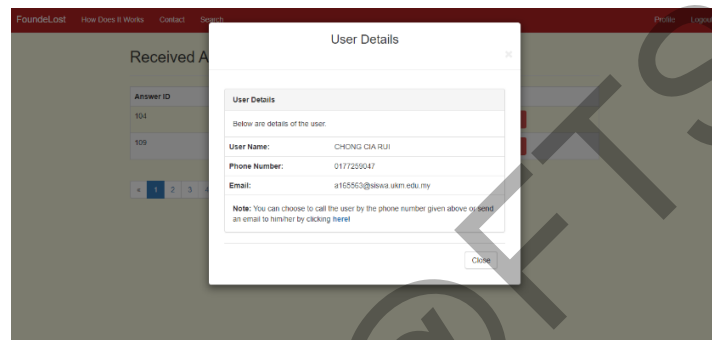 FoundeLost How Does It Works Contact Search Profile Logout
User Details
×
Received A
Answer ID
104
109
« 1 2 3 4
User Details
Below are details of the user.
User Name: CHONG CIA RUI
Phone Number: 0177259047
Email: a165563@siswa.ukm.edu.my
Note: You can choose to call the user by the phone number given above or send
an email to him/her by clicking here!
Close
@FTS